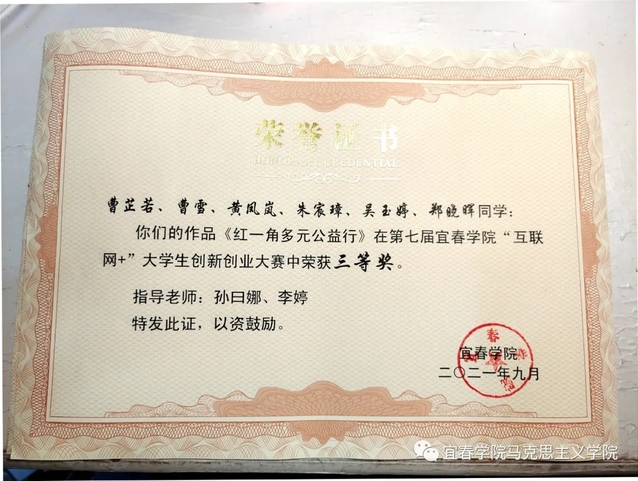 荣誉证书
HONORARY CREDENTIAL
曹芷若、曹雪、黄凤岚、朱宸璋、吴玉婷、郑晓晖同学：
你们的作品《红一角多元公益行》在第七届宜春学院“互联
网+”大学生创新创业大赛中荣获三等奖。
指导老师：孙曰娜、李婷
特发此证，以资鼓励。
宜春学院
二〇二一年九月
宜春学院马克思主义学院